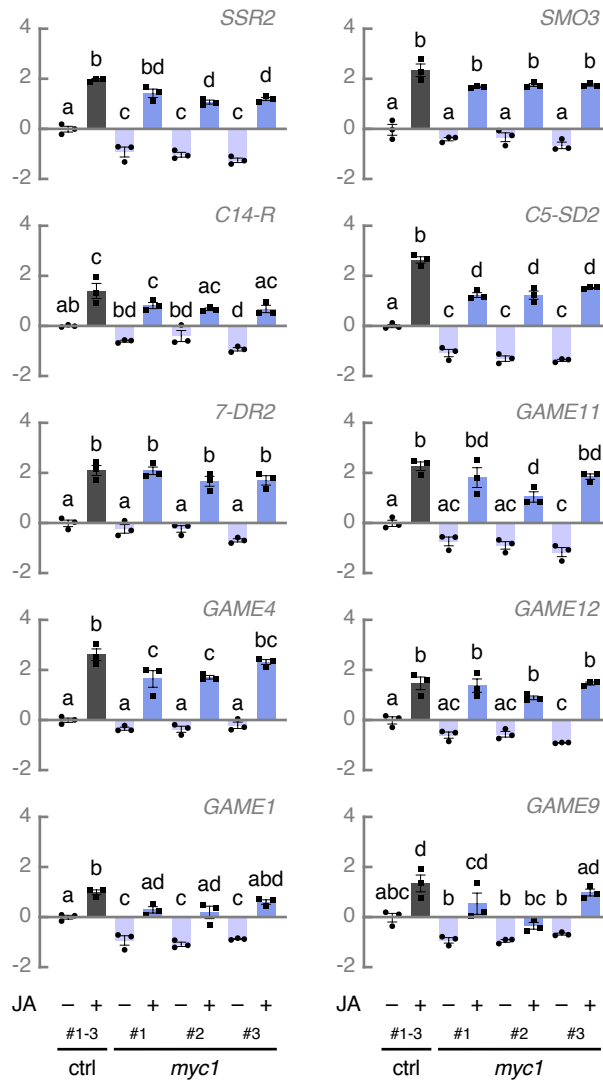 SSR2
4
2
0
-2
a b c bd c d c d
SMO3
4
2
0
-2
a b a b a b a b
C14-R
4
2
0
-2
ab c bd c bd ac d ac
C5-SD2
4
2
0
-2
a b c d c d c d
7-DR2
4
2
0
-2
a b a b a b a b
GAME11
4
2
0
-2
a b ac bd ac d c bd
GAME4
4
2
0
-2
a b a c a c a bc
GAME12
4
2
0
-2
a b ac b ac b c b
GAME1
4
2
0
-2
a b c ad c ad c abd
GAME9
4
2
0
-2
abc d b cd b bc b ad
JA – + – + – + – +
#1-3 #1 #2 #3
ctrl myc1
JA – + – + – + – +
#1-3 #1 #2 #3
ctrl myc1